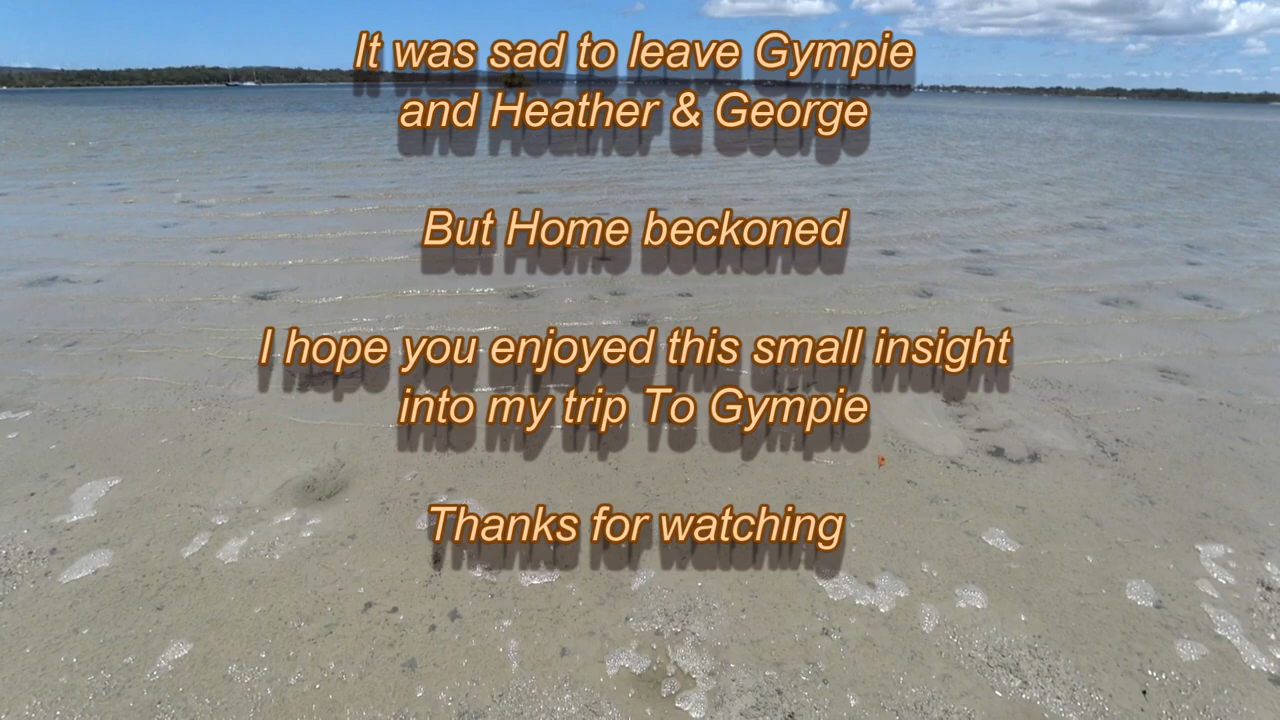 It was sad to leave Gympie
and Heather & George
But Home beckoned
I hope you enjoyed this small insight
into my trip To Gympie
Thanks for watching